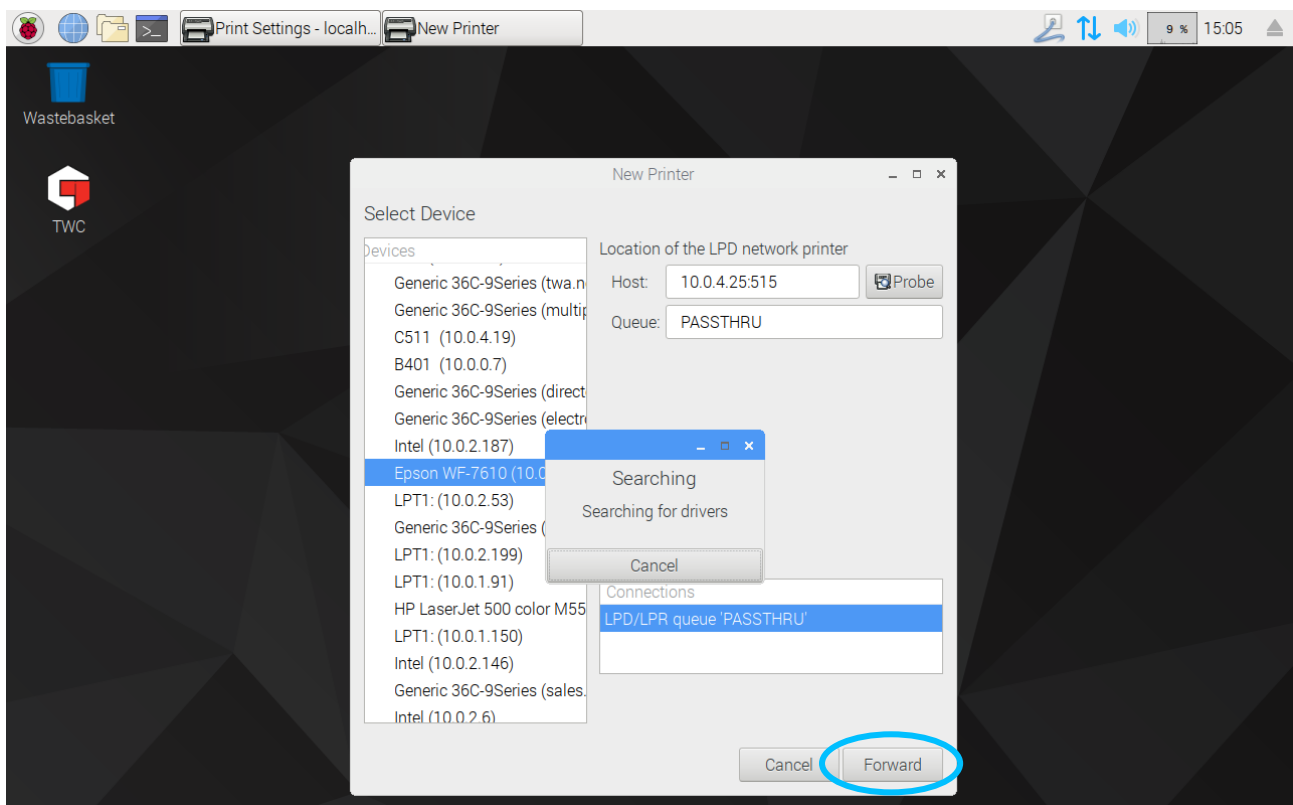 Print Settings - localh... New Printer 9 % 15:05
Wastebasket
TWC
New Printer
Select Device
Devices
Generic 36C-9Series (twa.n
Generic 36C-9Series (multip
C511 (10.0.4.19)
B401 (10.0.0.7)
Generic 36C-9Series (direct
Generic 36C-9Series (electr
Intel (10.0.2.187)
Epson WF-7610 (10.0
LPT1: (10.0.2.53)
Generic 36C-9Series (
LPT1: (10.0.2.199)
LPT1: (10.0.1.91)
HP LaserJet 500 color M55
LPT1: (10.0.1.150)
Intel (10.0.2.146)
Generic 36C-9Series (sales.
Intel (10.0.2.6)
Location of the LPD network printer
Host: 10.0.4.25:515 Probe
Queue: PASSTHRU
Searching
Searching for drivers
Cancel
Connections
LPD/LPR queue 'PASSTHRU'
Cancel Forward